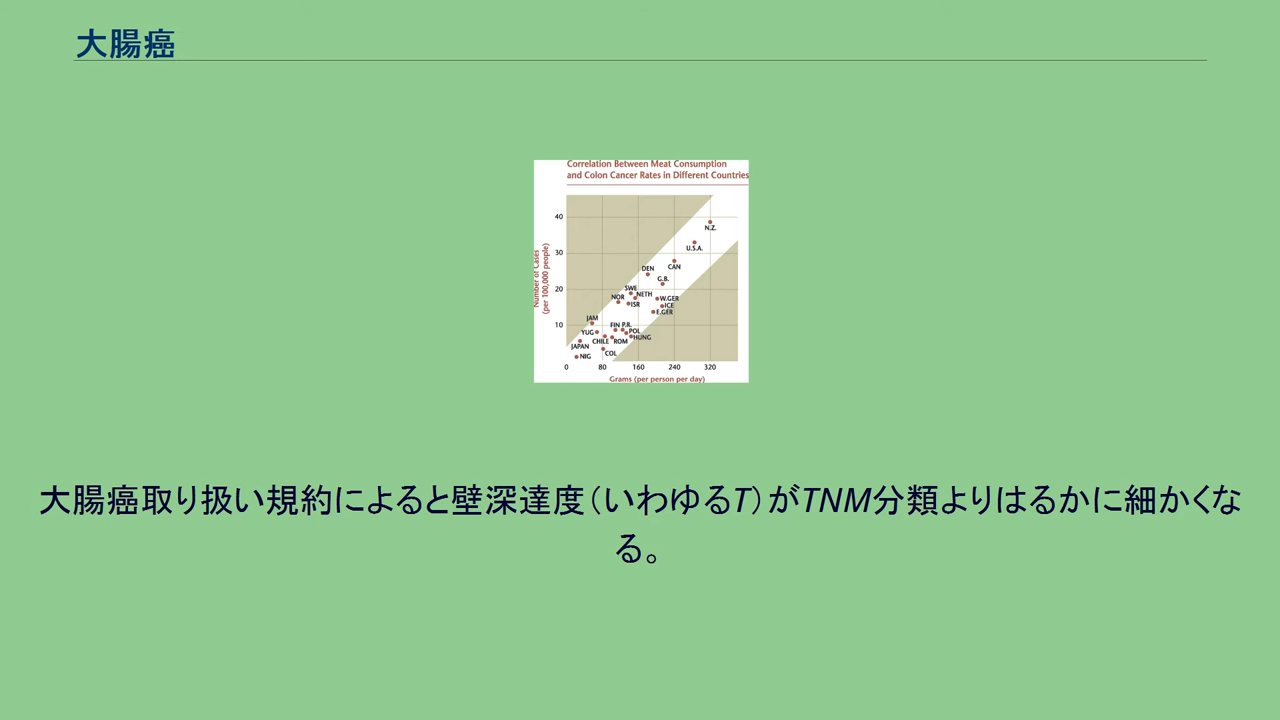 大腸癌
Correlation Between Meat Consumption
and Colon Cancer Rates in Different Countries
40
30
20
10
Number of Cases
(per 100,000 people)
N.Z.
U.S.A.
DEN
CAN
G.B.
SWE
NETH
NOR
ISR
W.GER
ICE
E.GER
JAM
FIN
P.R.
YUG
POL
CHILE
ROM
HUNG
JAPAN
COL
NIG
0
80
160
240
320
Grams (per person per day)
大腸癌取り扱い規約によると壁深達度(いわゆるT)がTNM分類よりはるかに細かくな
る。